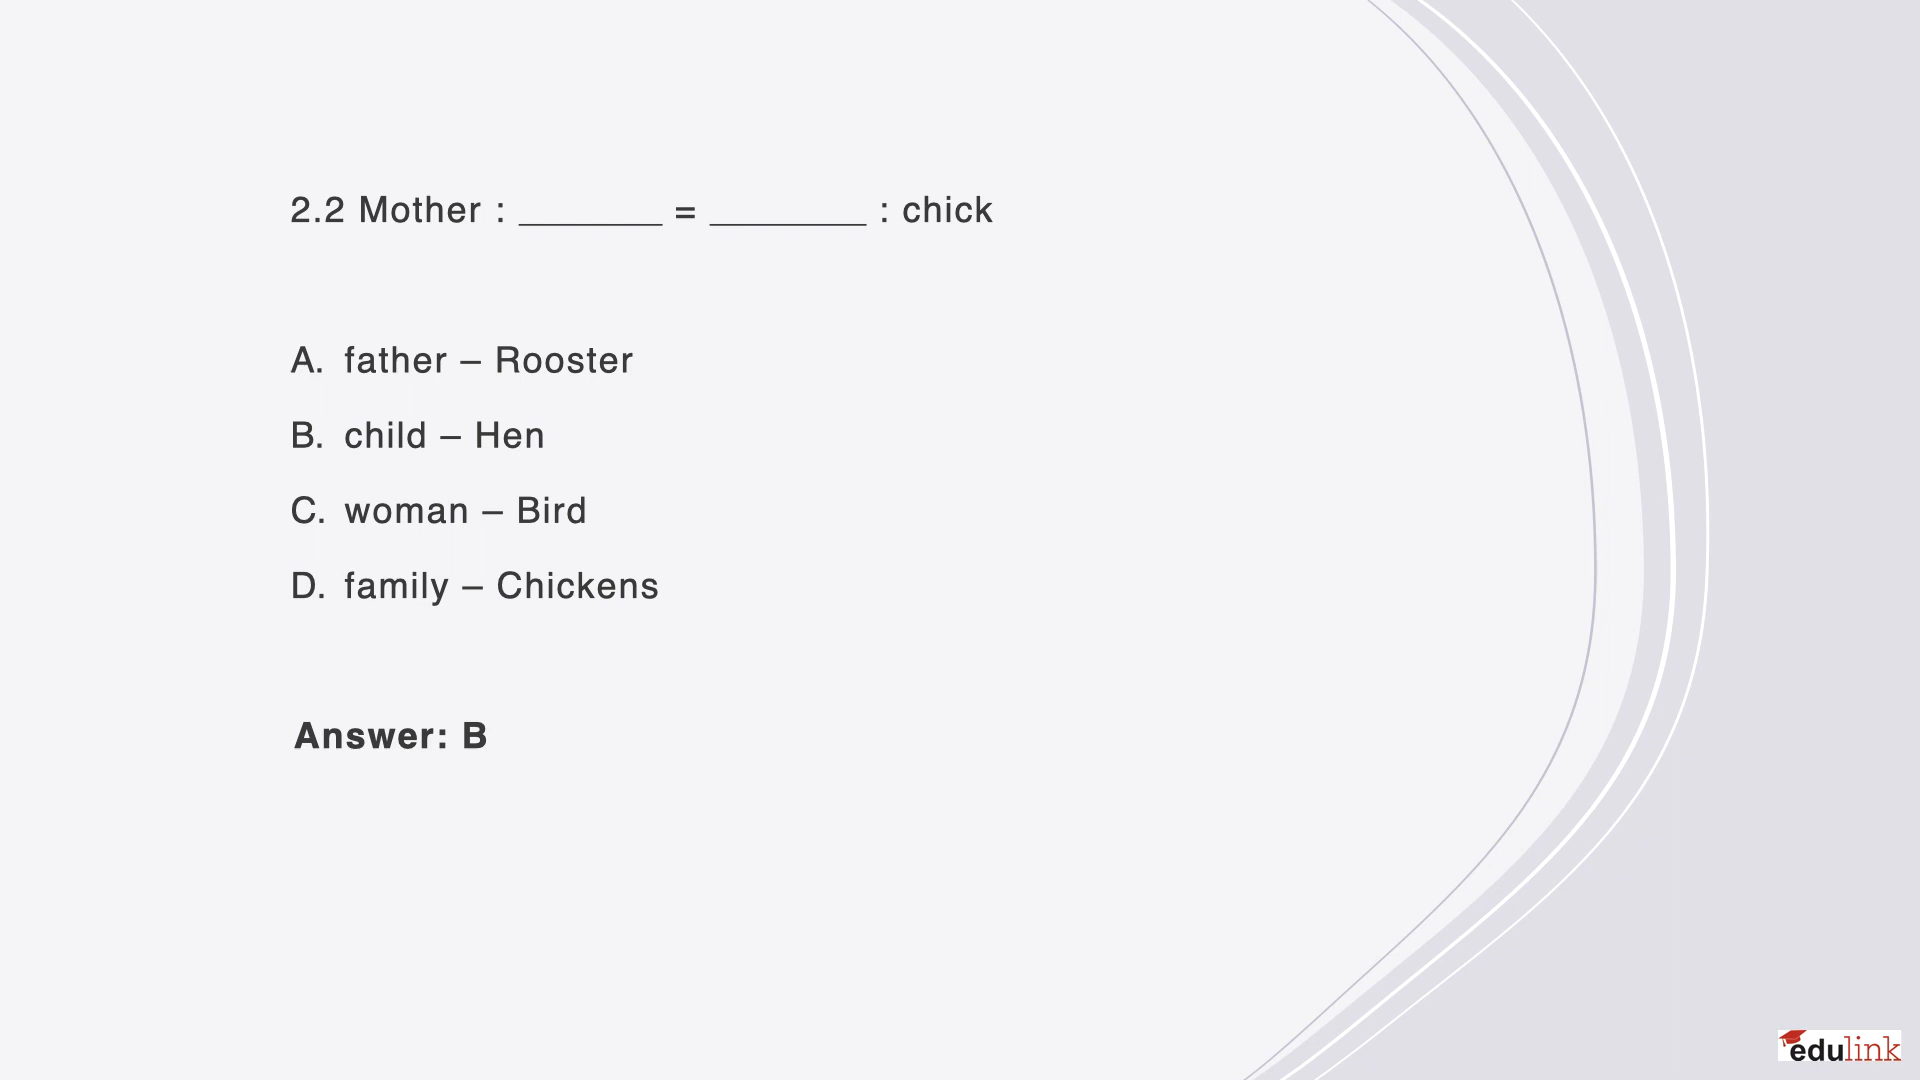 2.2 Mother : _______ = ________ : chick
A. father – Rooster
B. child – Hen
C. woman – Bird
D. family – Chickens
Answer: B
edulink